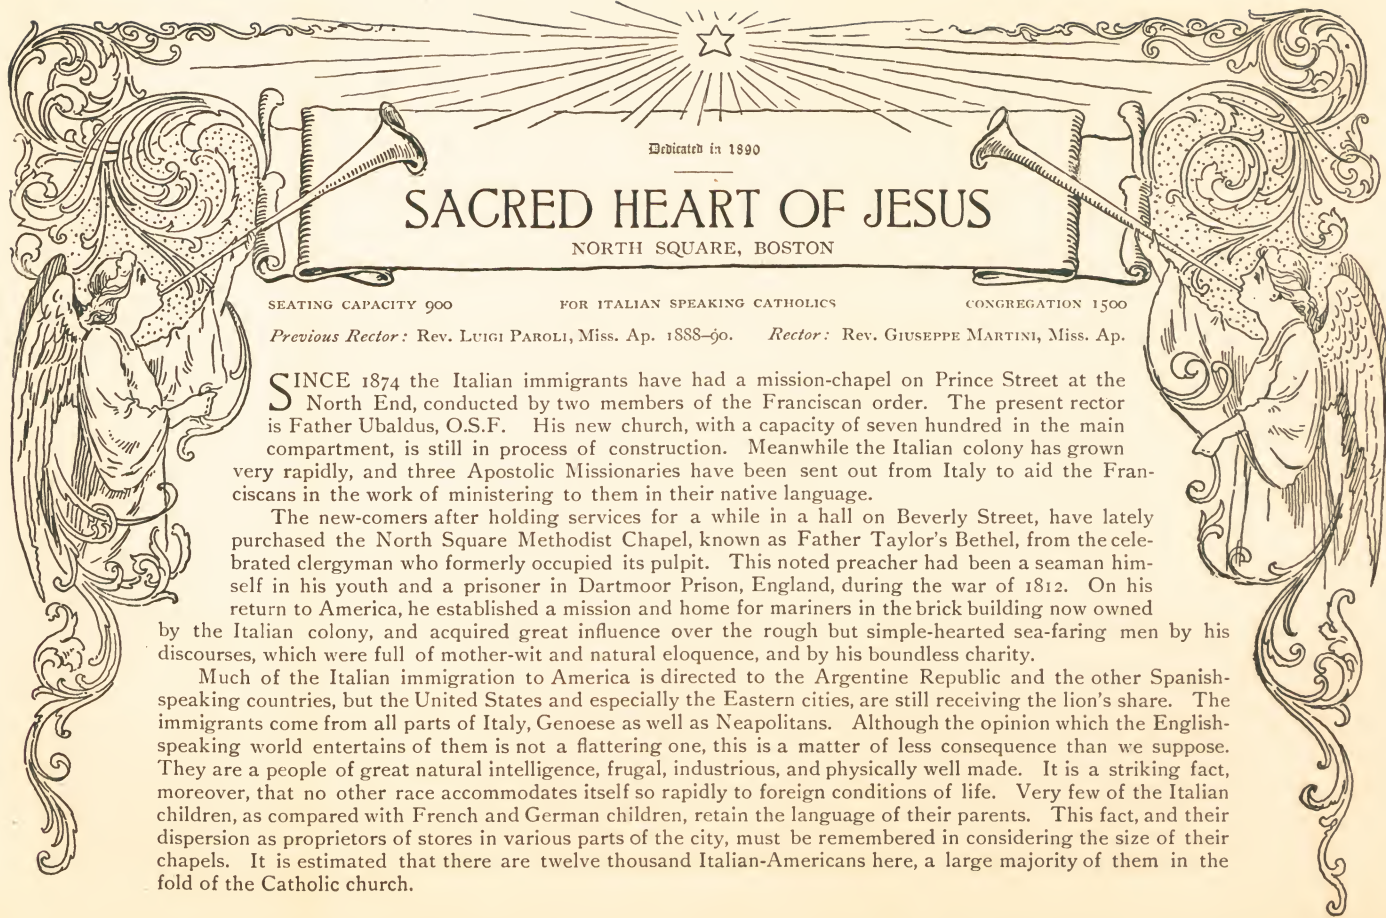 Dedicated in 1890
SACRED HEART OF JESUS
NORTH SQUARE, BOSTON
SEATING CAPACITY 900 FOR ITALIAN SPEAKING CATHOLICS CONGREGATION 1500
Previous Rector: Rev. Luigi Paroli, Miss. Ap. 1888–90. Rector: Rev. Giuseppe Martini, Miss. Ap.
SINCE 1874 the Italian immigrants have had a mission-chapel on Prince Street at the
North End, conducted by two members of the Franciscan order. The present rector
is Father Ubaldus, O.S.F. His new church, with a capacity of seven hundred in the main
compartment, is still in process of construction. Meanwhile the Italian colony has grown
very rapidly, and three Apostolic Missionaries have been sent out from Italy to aid the Fran-
ciscans in the work of ministering to them in their native language.
The new-comers after holding services for a while in a hall on Beverly Street, have lately
purchased the North Square Methodist Chapel, known as Father Taylor's Bethel, from the cele-
brated clergyman who formerly occupied its pulpit. This noted preacher had been a seaman him-
self in his youth and a prisoner in Dartmoor Prison, England, during the war of 1812. On his
return to America, he established a mission and home for mariners in the brick building now owned
by the Italian colony, and acquired great influence over the rough but simple-hearted sea-faring men by his
discourses, which were full of mother-wit and natural eloquence, and by his boundless charity.
Much of the Italian immigration to America is directed to the Argentine Republic and the other Spanish-
speaking countries, but the United States and especially the Eastern cities, are still receiving the lion's share. The
immigrants come from all parts of Italy, Genoese as well as Neapolitans. Although the opinion which the English-
speaking world entertains of them is not a flattering one, this is a matter of less consequence than we suppose.
They are a people of great natural intelligence, frugal, industrious, and physically well made. It is a striking fact,
moreover, that no other race accommodates itself so rapidly to foreign conditions of life. Very few of the Italian
children, as compared with French and German children, retain the language of their parents. This fact, and their
dispersion as proprietors of stores in various parts of the city, must be remembered in considering the size of their
chapels. It is estimated that there are twelve thousand Italian-Americans here, a large majority of them in the
fold of the Catholic church.